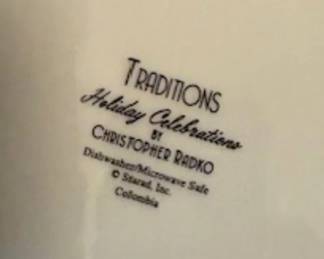 TRADITIONS
Holiday Celebrations
BY
CHRISTOPHER RADKO
Dishwasher/Microwave Safe
© Starad, Inc.
Colombia